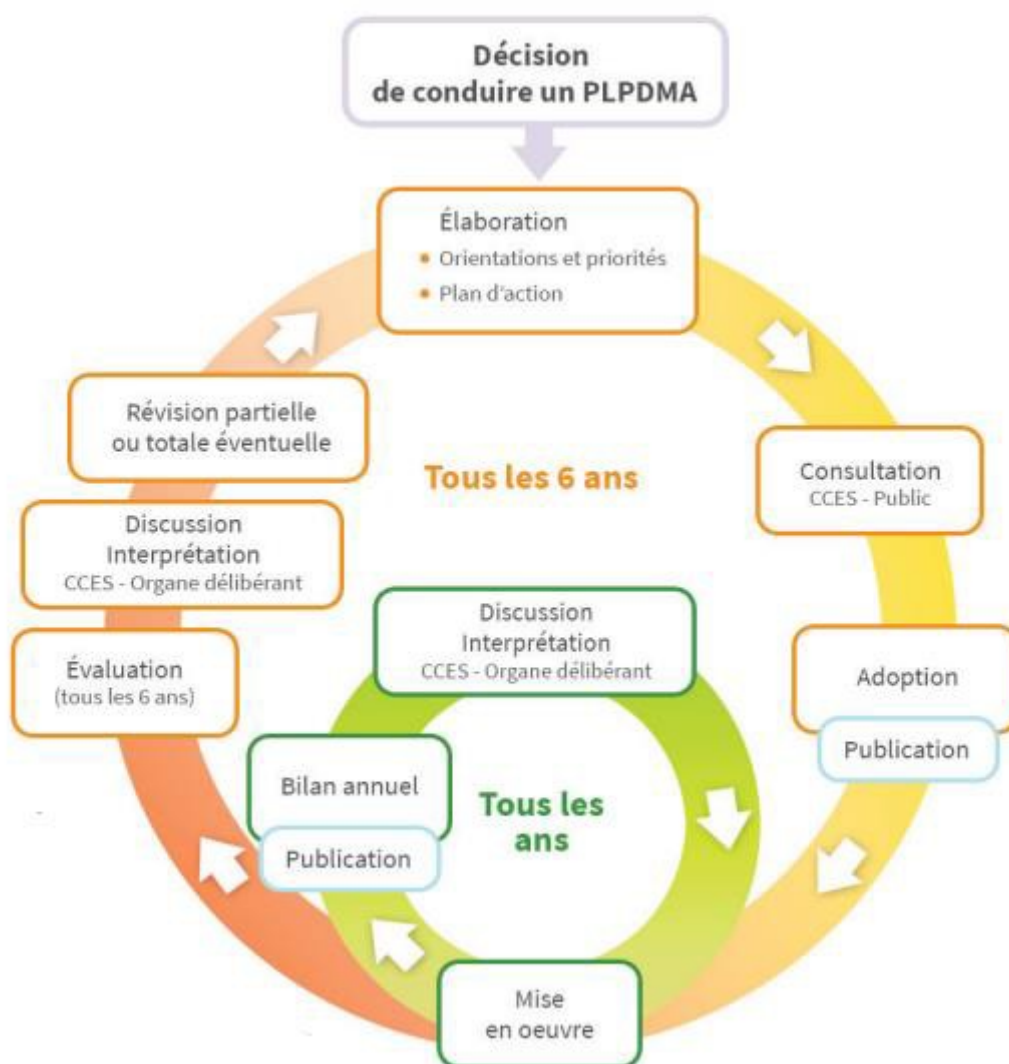 Décision
de conduire un PLPDMA
Élaboration
• Orientations et priorités
• Plan d'action
Révision partielle
ou totale éventuelle
Tous les 6 ans
Consultation
CCES - Public
Discussion
Interprétation
CCES - Organe délibérant
Discussion
Interprétation
CCES - Organe délibérant
Évaluation
(tous les 6 ans)
Adoption
Publication
Bilan annuel
Publication
Tous les
ans
Mise
en oeuvre